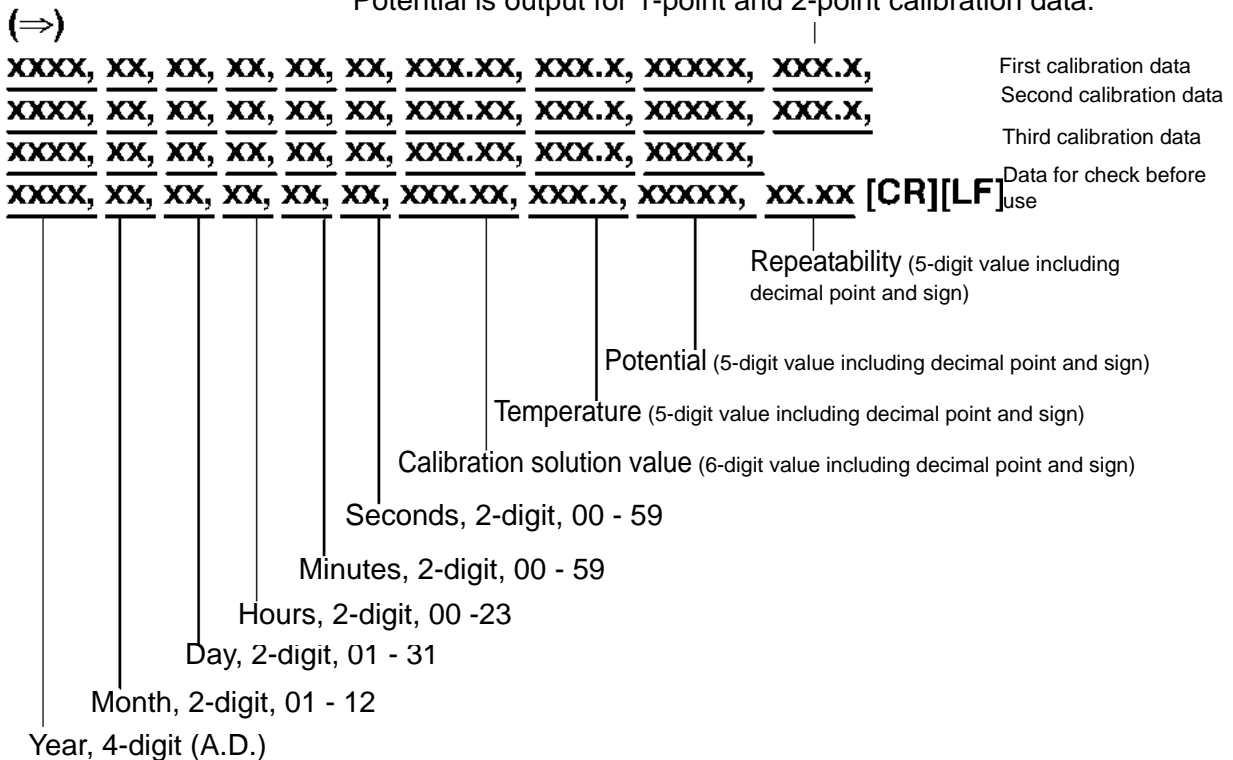 Potential is output for 1-point and 2-point calibration data.
(⇒)
XXXX, XX, XX, XX, XX, XX, XXX.XX, XXX.X, XXXXX, XXX.X, First calibration data
XXXX, XX, XX, XX, XX, XX, XXX.XX, XXX.X, XXXXX, XXX.X, Second calibration data
XXXX, XX, XX, XX, XX, XX, XXX.XX, XXX.X, XXXXX, Third calibration data
XXXX, XX, XX, XX, XX, XX, XXX.XX, XXX.X, XXXXX, XX.XX [CR][LF] Data for check before
use
Repeatability (5-digit value including
decimal point and sign)
Potential (5-digit value including decimal point and sign)
Temperature (5-digit value including decimal point and sign)
Calibration solution value (6-digit value including decimal point and sign)
Seconds, 2-digit, 00 - 59
Minutes, 2-digit, 00 - 59
Hours, 2-digit, 00 -23
Day, 2-digit, 01 - 31
Month, 2-digit, 01 - 12
Year, 4-digit (A.D.)